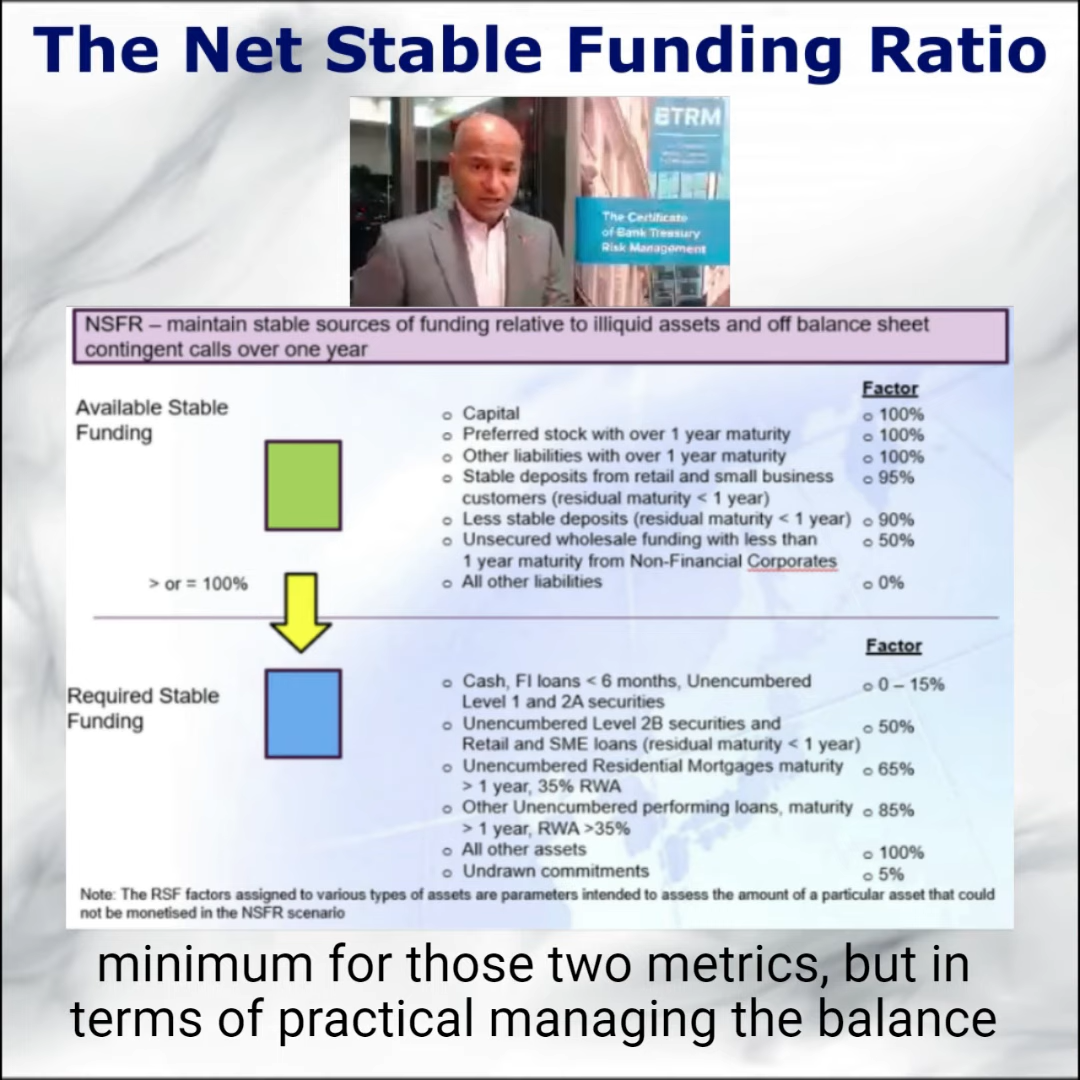 The Net Stable Funding Ratio
BTRM
The Certificate
of Bank Treasury
Risk Management
NSFR – maintain stable sources of funding relative to illiquid assets and off balance sheet
contingent calls over one year
Available Stable
Funding
Factor
o Capital o 100%
o Preferred stock with over 1 year maturity o 100%
o Other liabilities with over 1 year maturity o 100%
o Stable deposits from retail and small business o 95%
customers (residual maturity < 1 year)
o Less stable deposits (residual maturity < 1 year) o 90%
o Unsecured wholesale funding with less than o 50%
1 year maturity from Non-Financial Corporates
> or = 100%
o All other liabilities o 0%
Required Stable
Funding
Factor
o Cash, FI loans < 6 months, Unencumbered o 0 – 15%
Level 1 and 2A securities
o Unencumbered Level 2B securities and o 50%
Retail and SME loans (residual maturity < 1 year)
o Unencumbered Residential Mortgages maturity o 65%
> 1 year, 35% RWA
o Other Unencumbered performing loans, maturity o 85%
> 1 year, RWA >35%
o All other assets o 100%
o Undrawn commitments o 5%
Note: The RSF factors assigned to various types of assets are parameters intended to assess the amount of a particular asset that could
not be monetised in the NSFR scenario
minimum for those two metrics, but in
terms of practical managing the balance